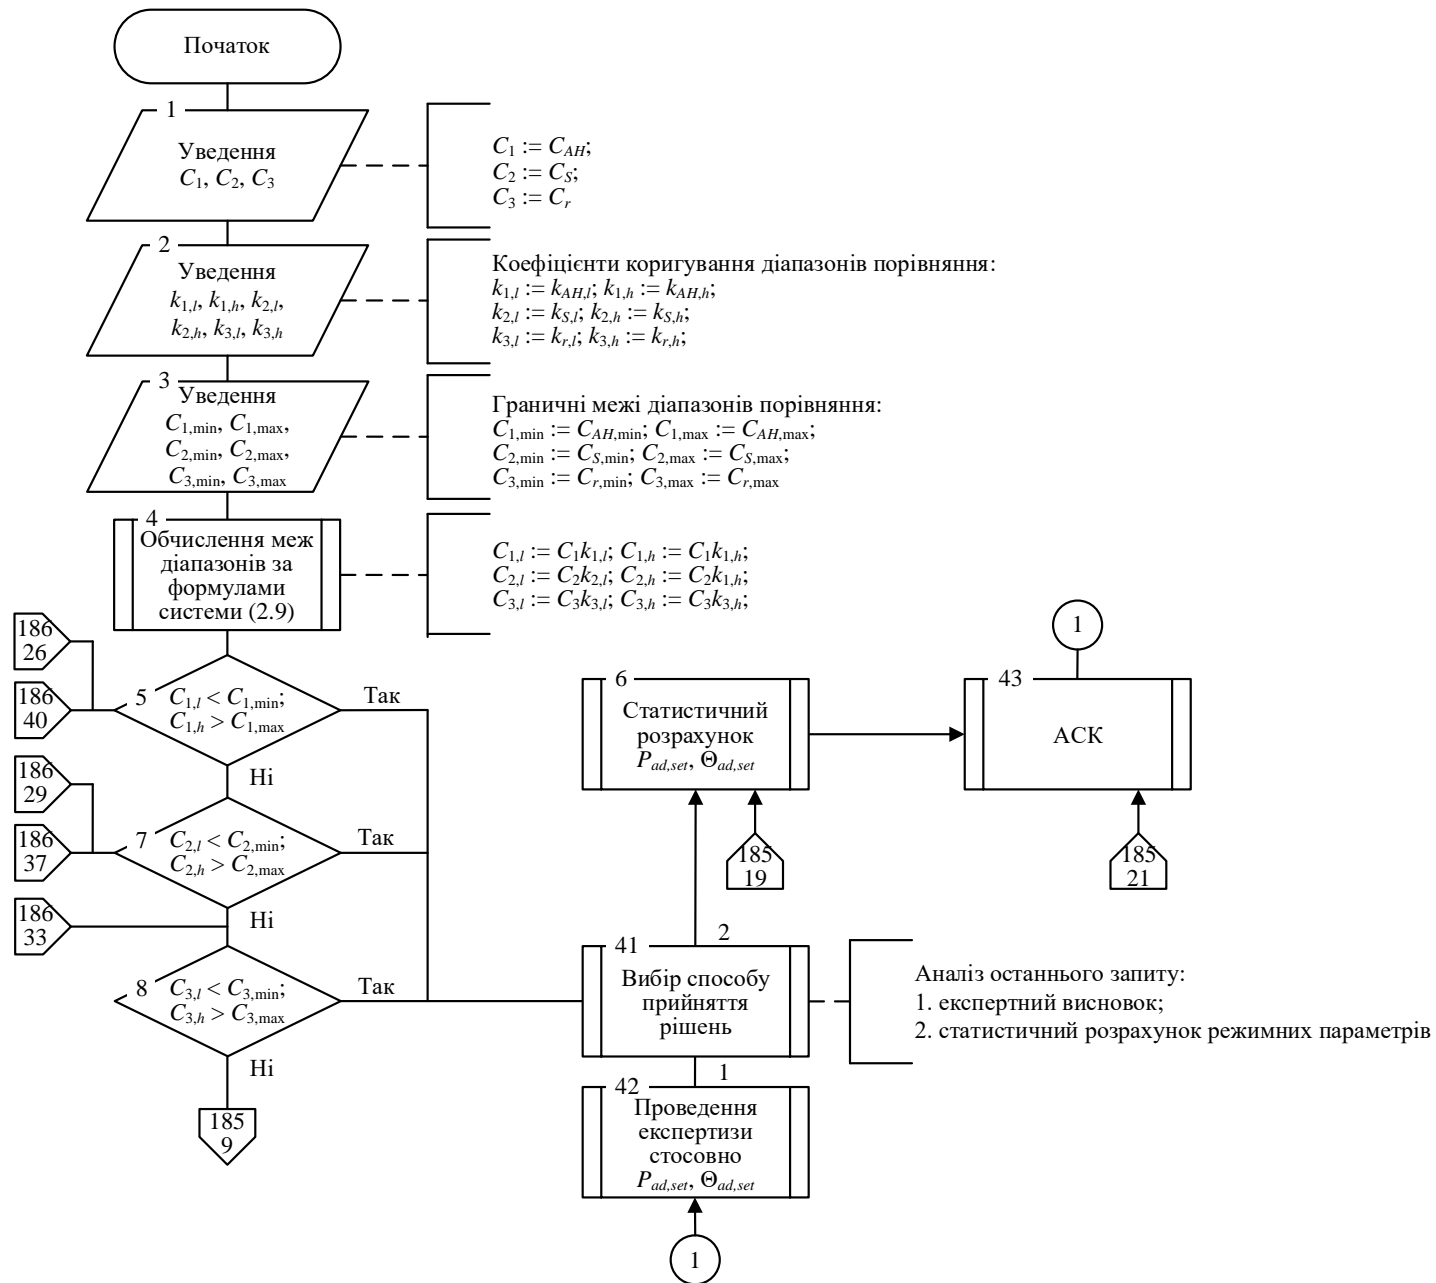 Початок
1
Уведення
C1, C2, C3
C1 := CAH;
C2 := CS;
C3 := Cr
2
Уведення
k1,l, k1,h, k2,l,
k2,h, k3,l, k3,h
Коефіцієнти коригування діапазонів порівняння:
k1,l := kAH,l; k1,h := kAH,h;
k2,l := kS,l; k2,h := kS,h;
k3,l := kr,l; k3,h := kr,h;
3
Уведення
C1,min, C1,max,
C2,min, C2,max,
C3,min, C3,max
Граничні межі діапазонів порівняння:
C1,min := CAH,min; C1,max := CAH,max;
C2,min := CS,min; C2,max := CS,max;
C3,min := Cr,min; C3,max := Cr,max
4
Обчислення меж
діапазонів за
формулами
системи (2.9)
C1,l := C1k1,l; C1,h := C1k1,h;
C2,l := C2k2,l; C2,h := C2k1,h;
C3,l := C3k3,l; C3,h := C3k3,h;
186
26
186
40
5
C1,l < C1,min;
C1,h > C1,max
Так
Ні
186
29
186
37
7
C2,l < C2,min;
C2,h > C2,max
Так
Ні
186
33
8
C3,l < C3,min;
C3,h > C3,max
Так
Ні
185
9
6
Статистичний
розрахунок
Pad,set, Θad,set
185
19
1
43
АСК
185
21
2
41
Вибір способу
прийняття
рішень
Аналіз останнього запиту:
1. експертний висновок;
2. статистичний розрахунок режимних параметрів
1
42
Проведення
експертизи
стосовно
Pad,set, Θad,set
1